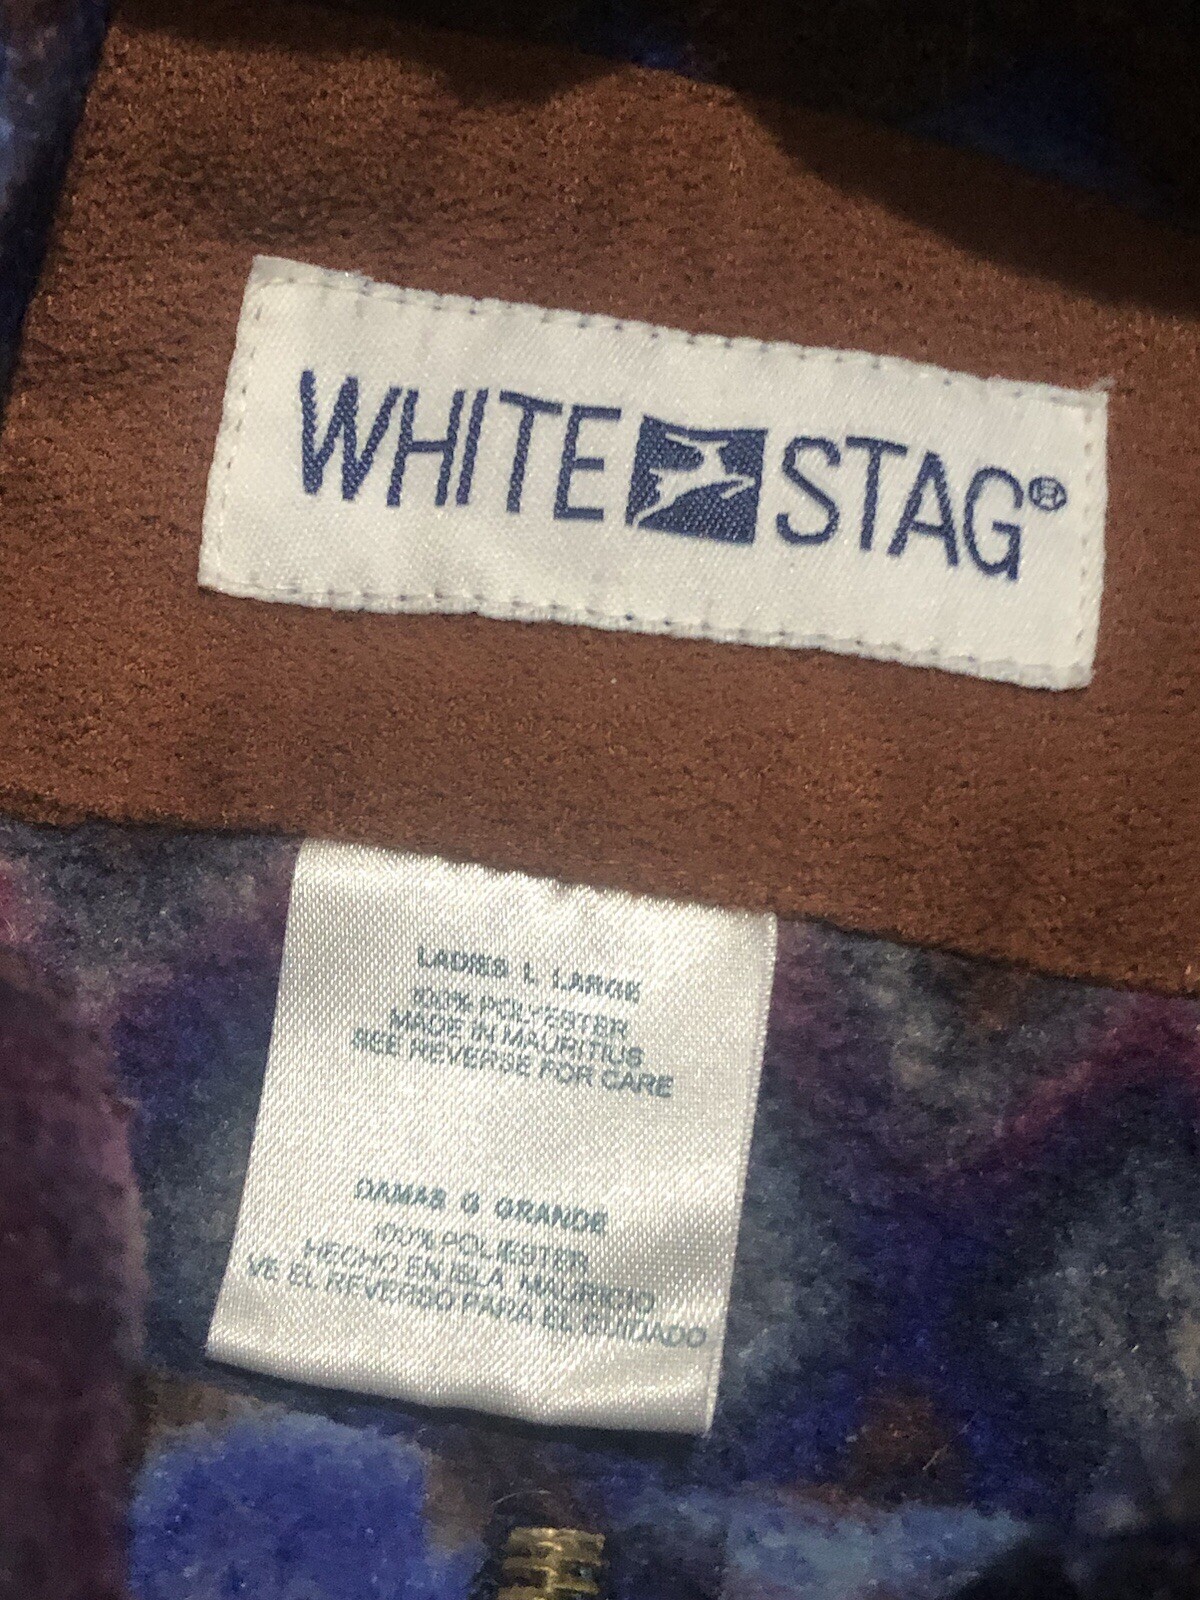 WHITE STAG®
LADIES L LARGE
100% POLYESTER
MADE IN MAURITIUS
SEE REVERSE FOR CARE
DAMAS G GRANDE
100% POLIESTER
HECHO EN ISLA MAURICIO
VE EL REVERSO PARA EL CUIDADO